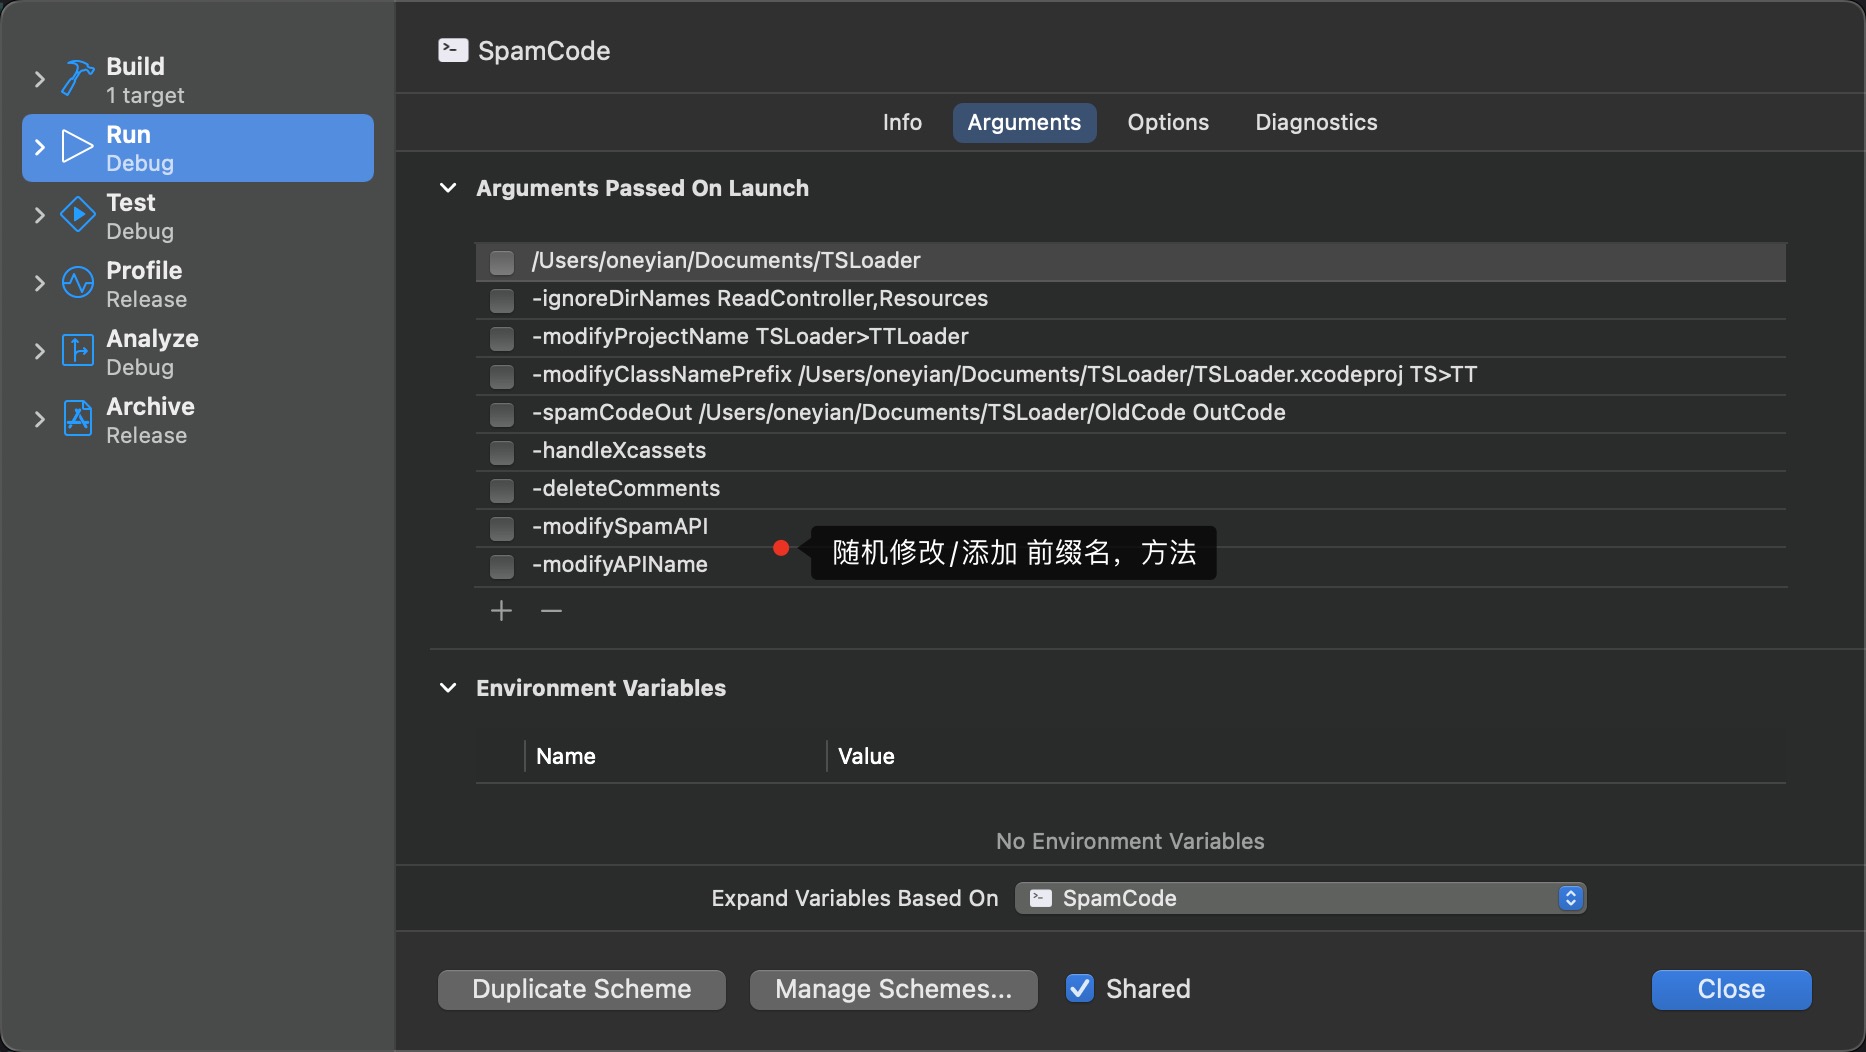 Build
1 target
Run
Debug
Test
Debug
Profile
Release
Analyze
Debug
Archive
Release
SpamCode
Info Arguments Options Diagnostics
Arguments Passed On Launch
/Users/oneyian/Documents/TSLoader
-ignoreDirNames ReadController,Resources
-modifyProjectName TSLoader>TTLoader
-modifyClassNamePrefix /Users/oneyian/Documents/TSLoader/TSLoader.xcodeproj TS>TT
-spamCodeOut /Users/oneyian/Documents/TSLoader/OldCode OutCode
-handleXcassets
-deleteComments
-modifySpamAPI
随机修改/添加 前缀名，方法
-modifyAPIName
Environment Variables
Name Value
No Environment Variables
Expand Variables Based On SpamCode
Duplicate Scheme Manage Schemes... Shared Close